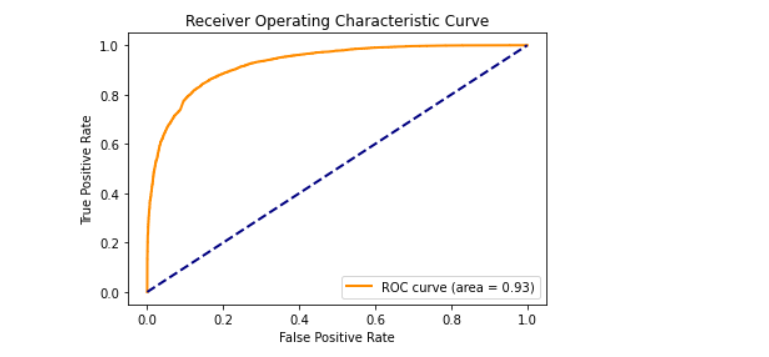 Receiver Operating Characteristic Curve
1.0
0.8
0.6
0.4
0.2
0.0
True Positive Rate
ROC curve (area = 0.93)
0.0 0.2 0.4 0.6 0.8 1.0
False Positive Rate